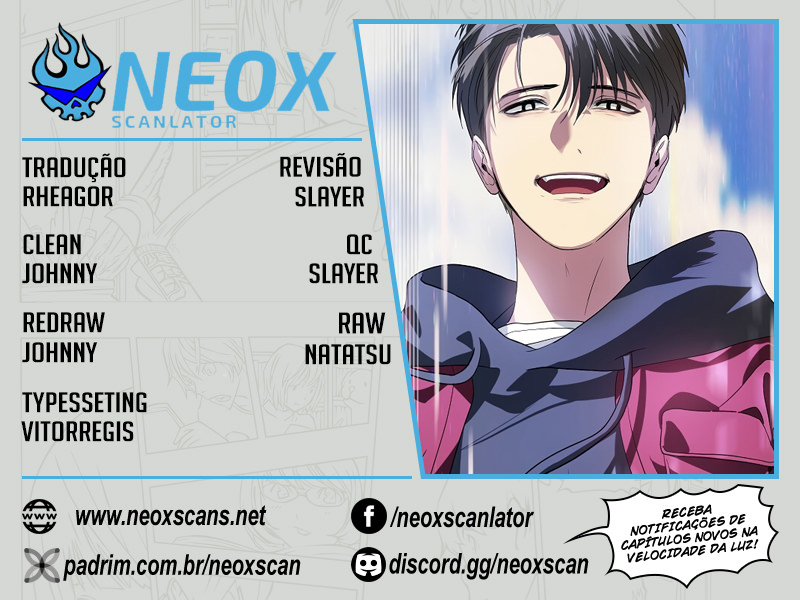 NEOX
SCANLATOR
TRADUÇÃO
RHEAGOR
REVISÃO
SLAYER
CLEAN
JOHNNY
QC
SLAYER
REDRAW
JOHNNY
RAW
NATATSU
TYPESSETING
VITORREGIS
WWW
www.neoxscans.net
f /neoxscanlator
padrim.com.br/neoxscan
discord.gg/neoxscan
RECEBA
NOTIFICAÇÕES DE
CAPÍTULOS NOVOS NA
VELOCIDADE DA LUZ!